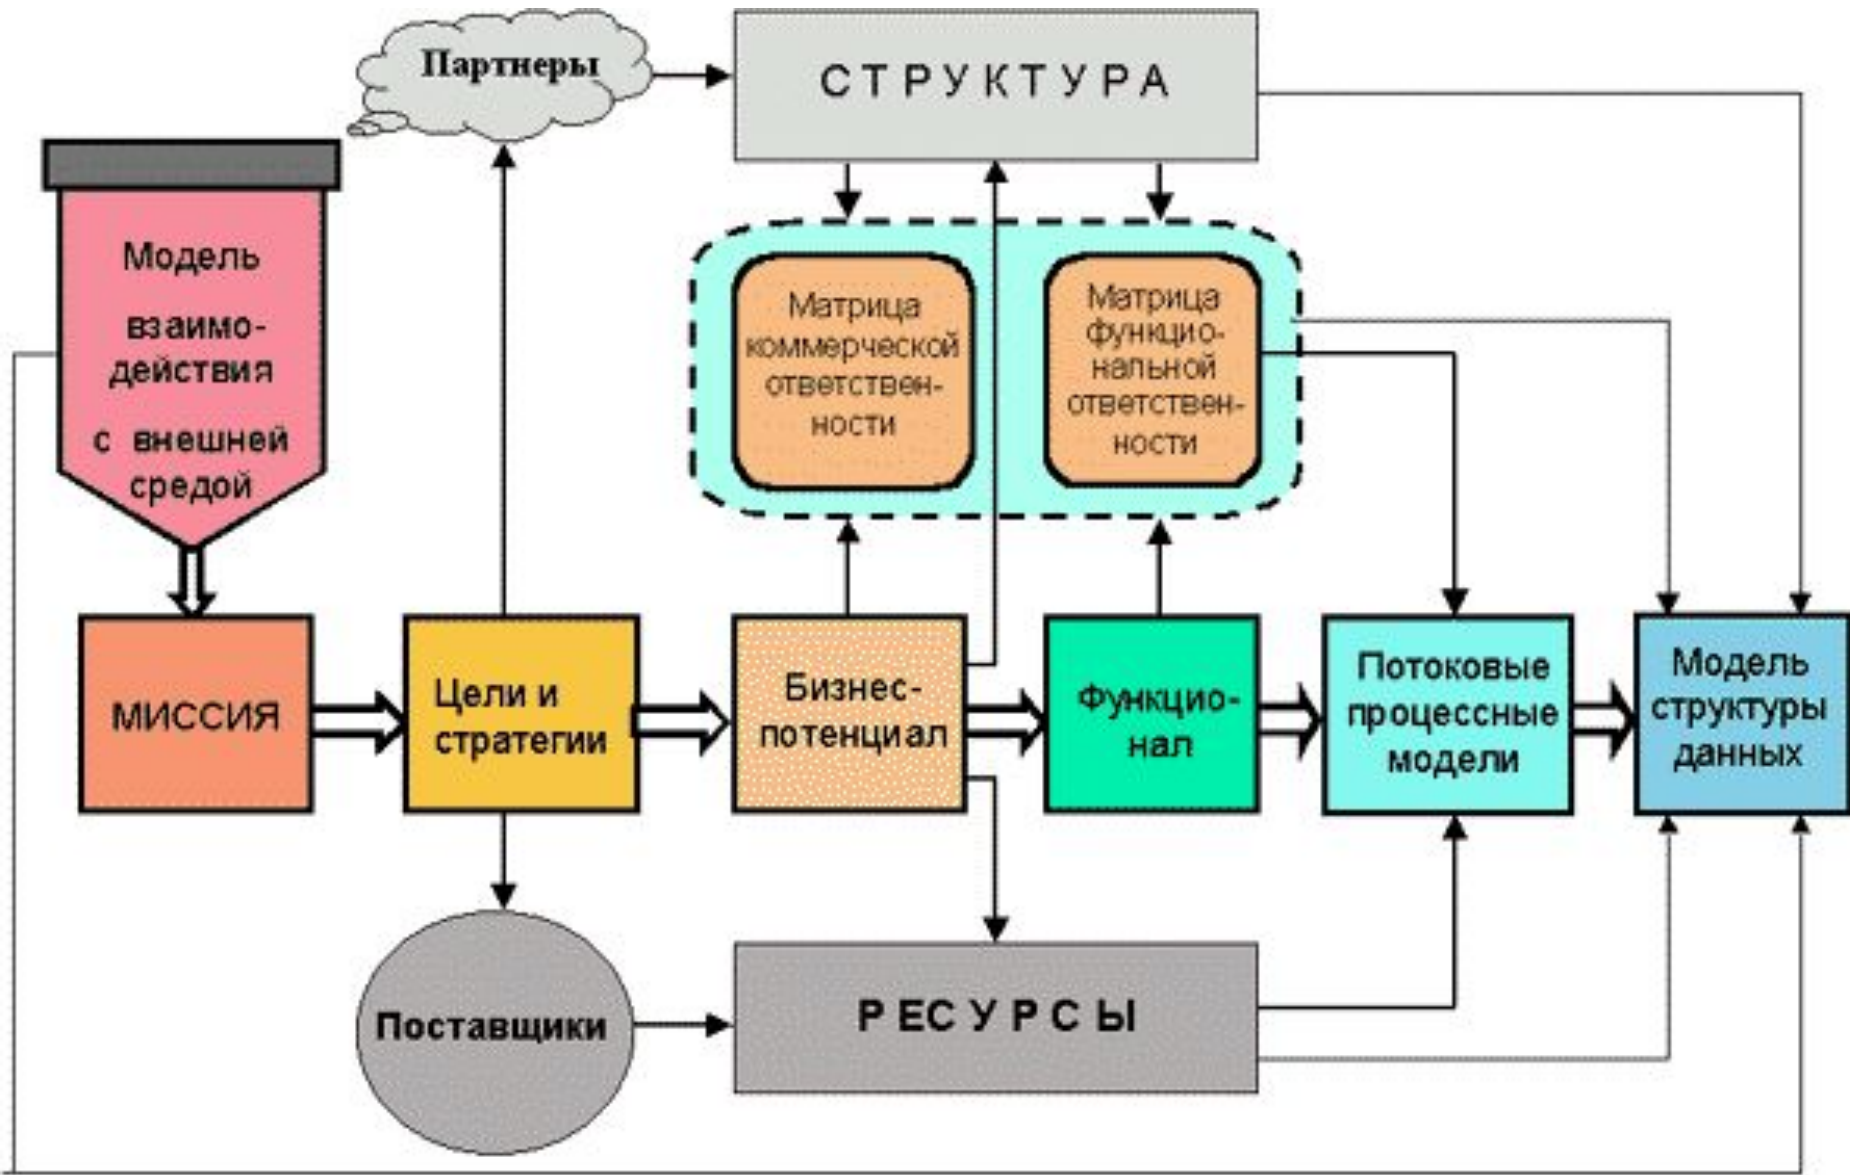 Партнеры
СТРУКТУРА
Модель
взаимо-
действия
с внешней
средой
Матрица
коммерческой
ответствен-
ности
Матрица
функцио-
нальной
ответствен-
ности
МИССИЯ
Цели и
стратегии
Бизнес-
потенциал
Функцио-
нал
Потоковые
процессные
модели
Модель
структуры
данных
Поставщики
РЕСУРСЫ